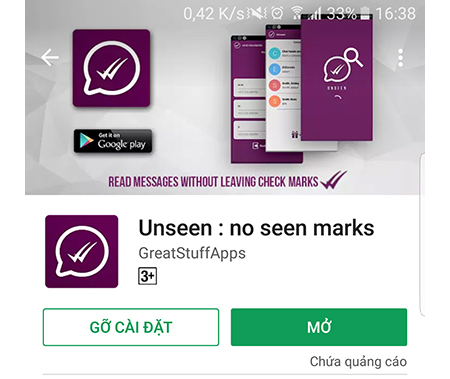 0,42 K/s 33% 16:38
UNSEEN
Get it on
Google play
READ MESSAGES WITHOUT LEAVING CHECK MARKS
Unseen : no seen marks
GreatStuffApps
3+
GỠ CÀI ĐẶT
MỞ
Chứa quảng cáo